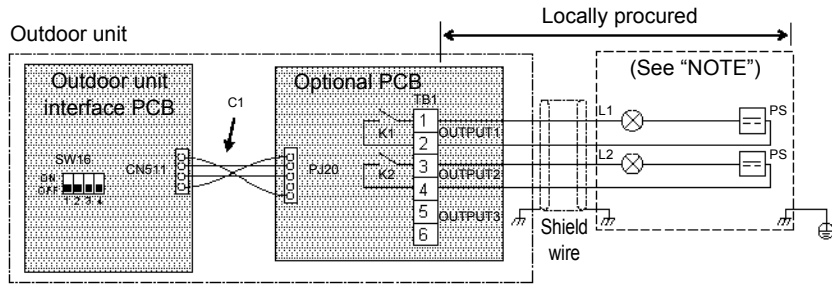 Locally procured
Outdoor unit
(See “NOTE”)
Outdoor unit
interface PCB
Optional PCB
C1
TB1
L1
PS
1
K1
OUTPUT1
2
L2
PS
SW16
CN511
PJ20
3
K2
OUTPUT2
ON
OFF
4
1 2 3 4
5
OUTPUT3
6
Shield
wire